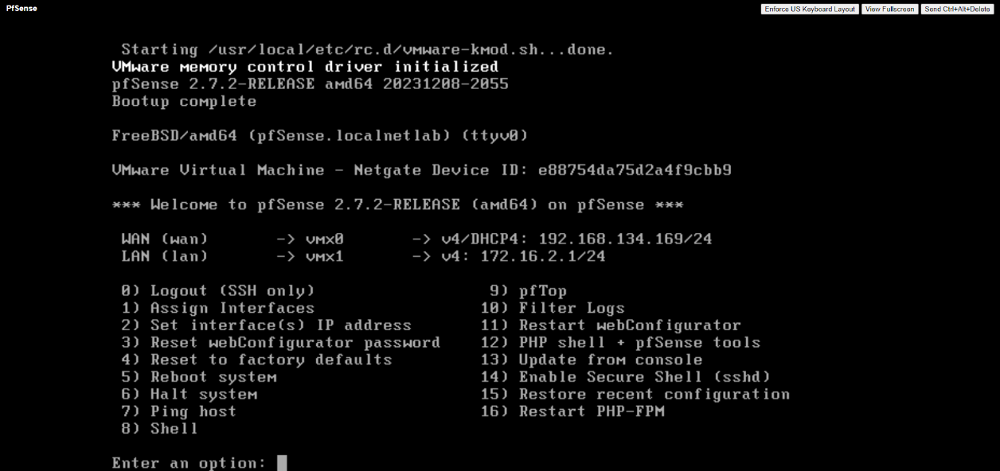 PfSense
Enforce US Keyboard Layout View Fullscreen Send Ctrl+Alt+Delete
Starting /usr/local/etc/rc.d/vmware-kmod.sh...done.
VMware memory control driver initialized
pfSense 2.7.2-RELEASE amd64 20231208-2055
Bootup complete
FreeBSD/amd64 (pfSense.localnetlab) (ttyv0)
VMware Virtual Machine - Netgate Device ID: e88754da75d2a4f9cbb9
*** Welcome to pfSense 2.7.2-RELEASE (amd64) on pfSense ***
WAN (wan) -> vmx0 -> v4/DHCP4: 192.168.134.169/24
LAN (lan) -> vmx1 -> v4: 172.16.2.1/24
0) Logout (SSH only) 9) pfTop
1) Assign Interfaces 10) Filter Logs
2) Set interface(s) IP address 11) Restart webConfigurator
3) Reset webConfigurator password 12) PHP shell + pfSense tools
4) Reset to factory defaults 13) Update from console
5) Reboot system 14) Enable Secure Shell (sshd)
6) Halt system 15) Restore recent configuration
7) Ping host 16) Restart PHP-FPM
8) Shell
Enter an option: